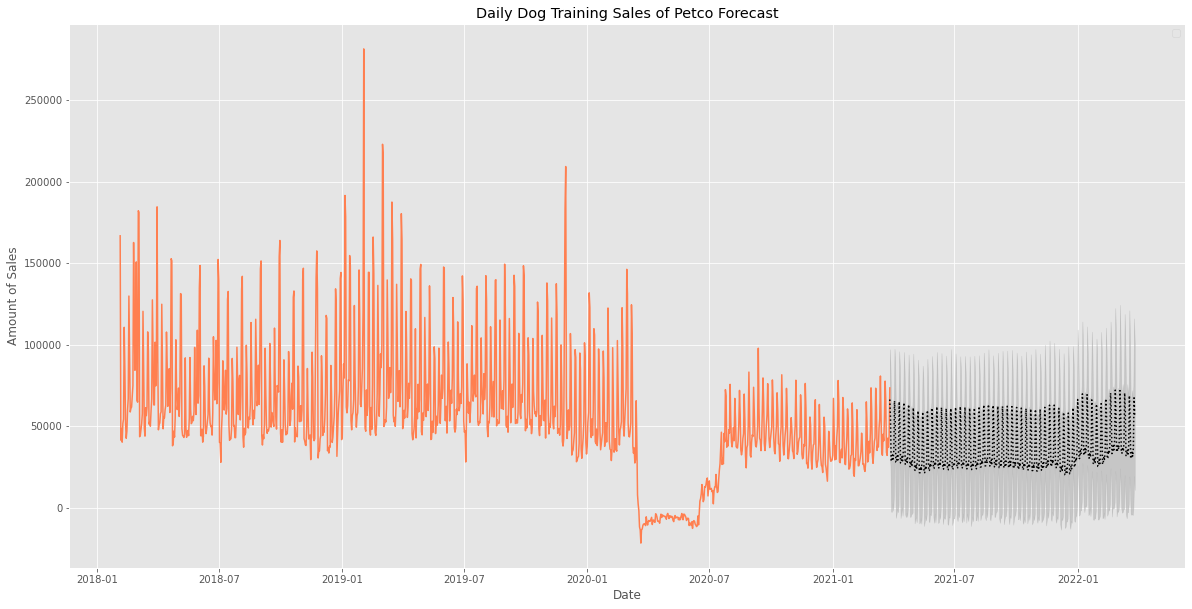 Daily Dog Training Sales of Petco Forecast
250000
200000
150000
100000
50000
0
Amount of Sales
2018-01 2018-07 2019-01 2019-07 2020-01 2020-07 2021-01 2021-07 2022-01
Date